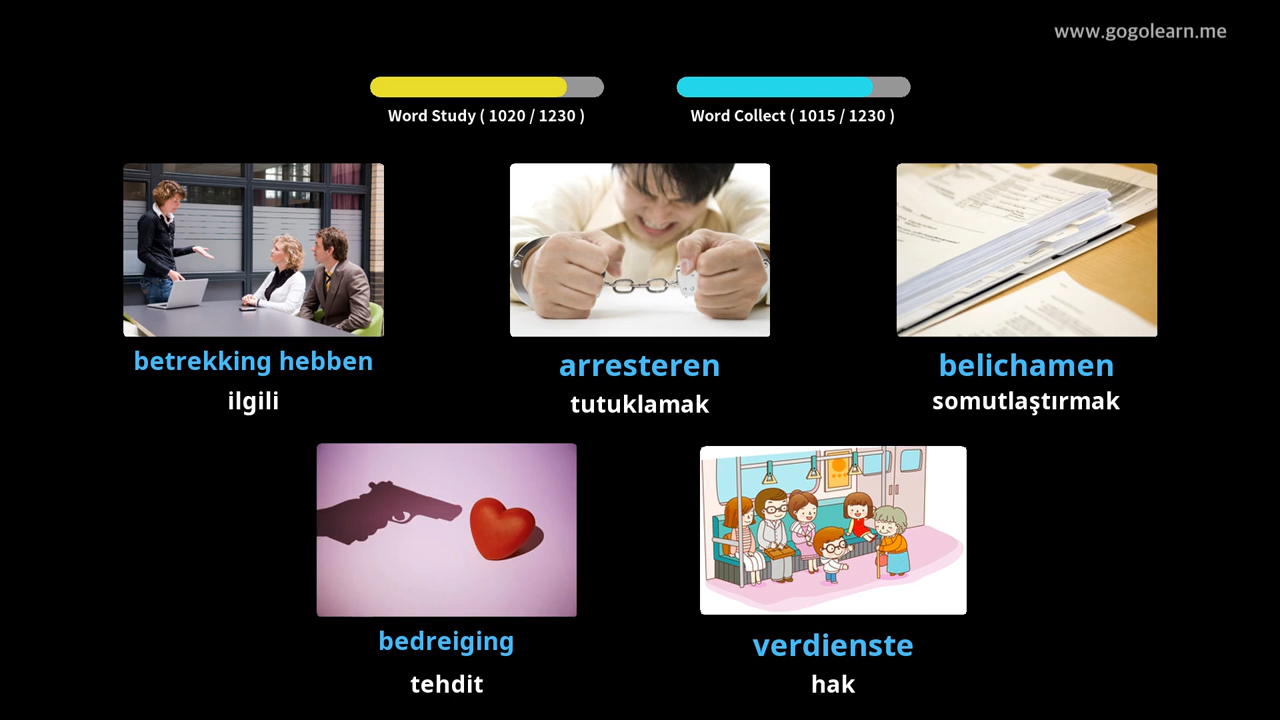 www.gogolearn.me
Word Study ( 1020 / 1230 )
Word Collect ( 1015 / 1230 )
betrekking hebben
ilgili
arresteren
tutuklamak
belichamen
somutlaştırmak
bedreiging
tehdit
verdienste
hak